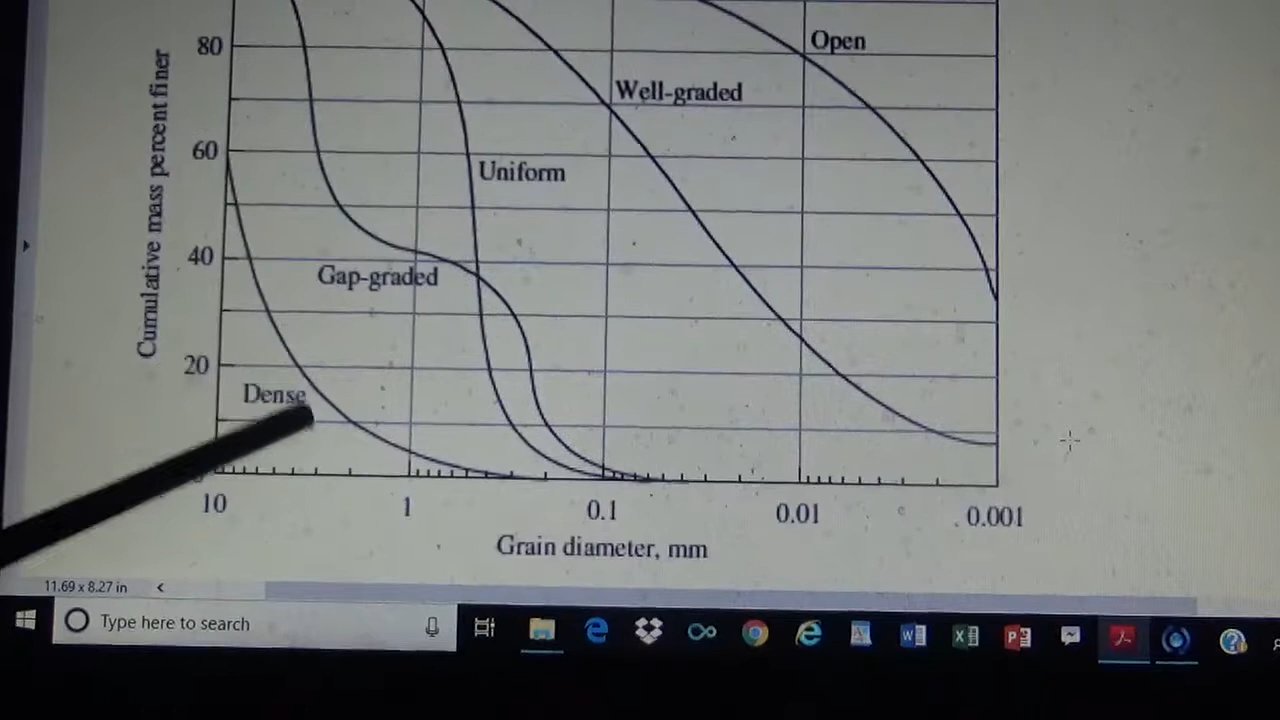 Open
80
Well-graded
60
Uniform
Cumulative mass percent finer
40
Gap-graded
20
Dense
10
1
0.1
0.01
0.001
Grain diameter, mm
11.69 x 8.27 in
Type here to search